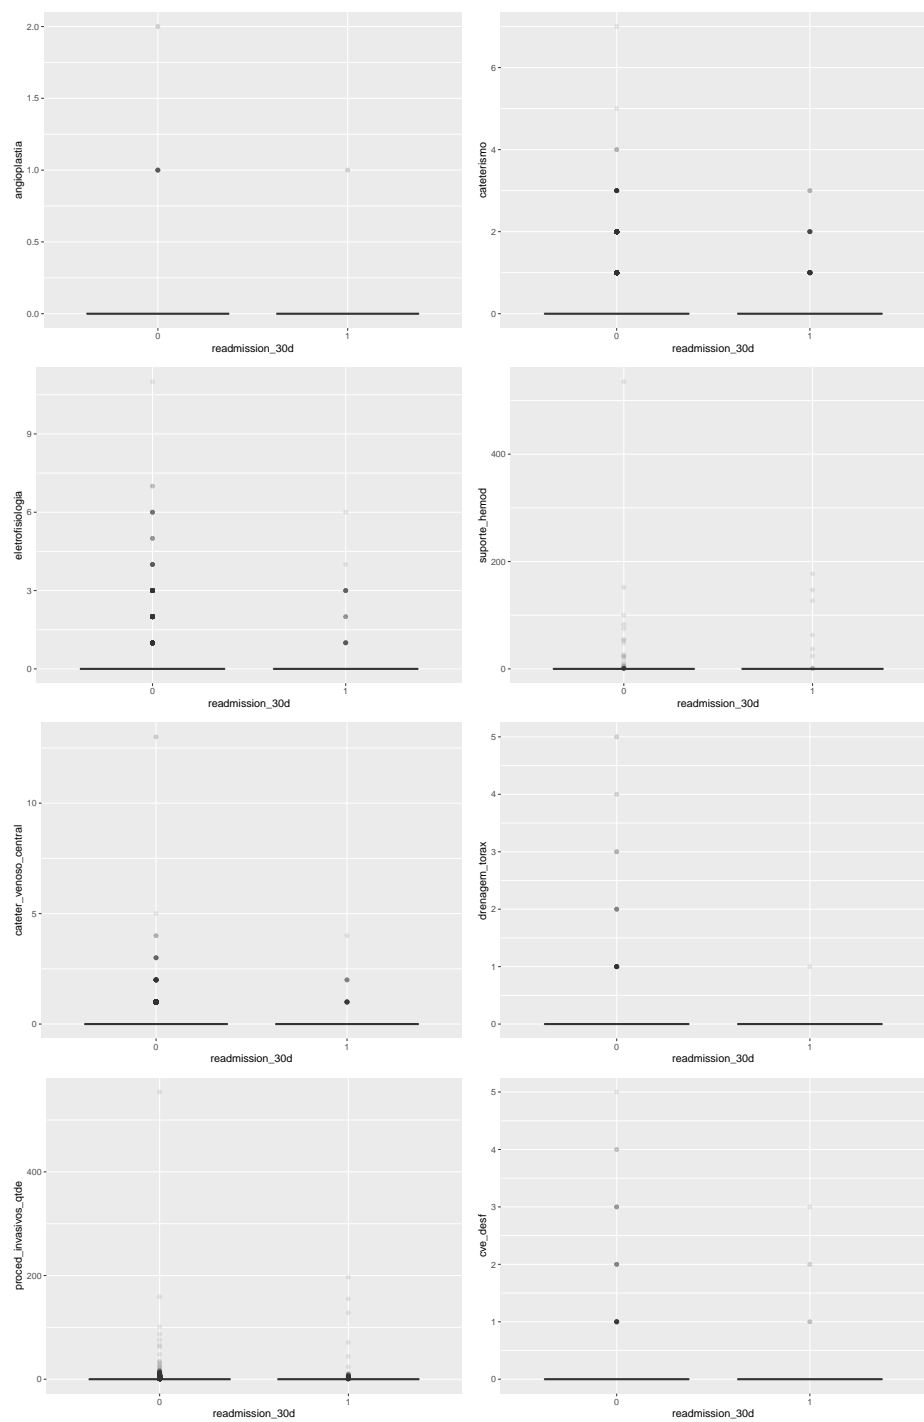 2.0
1.5
1.0
0.5
0.0
angioplastia
0 1
readmission_30d
6
4
2
0
cateterismo
0 1
readmission_30d
9
6
3
0
eletrofisiologia
0 1
readmission_30d
400
200
0
suporte_hemod
0 1
readmission_30d
10
5
0
cateter_venoso_central
0 1
readmission_30d
5
4
3
2
1
0
drenagem_torax
0 1
readmission_30d
400
200
0
proced_invasivos_qtde
0 1
readmission_30d
5
4
3
2
1
0
cve_desf
0 1
readmission_30d